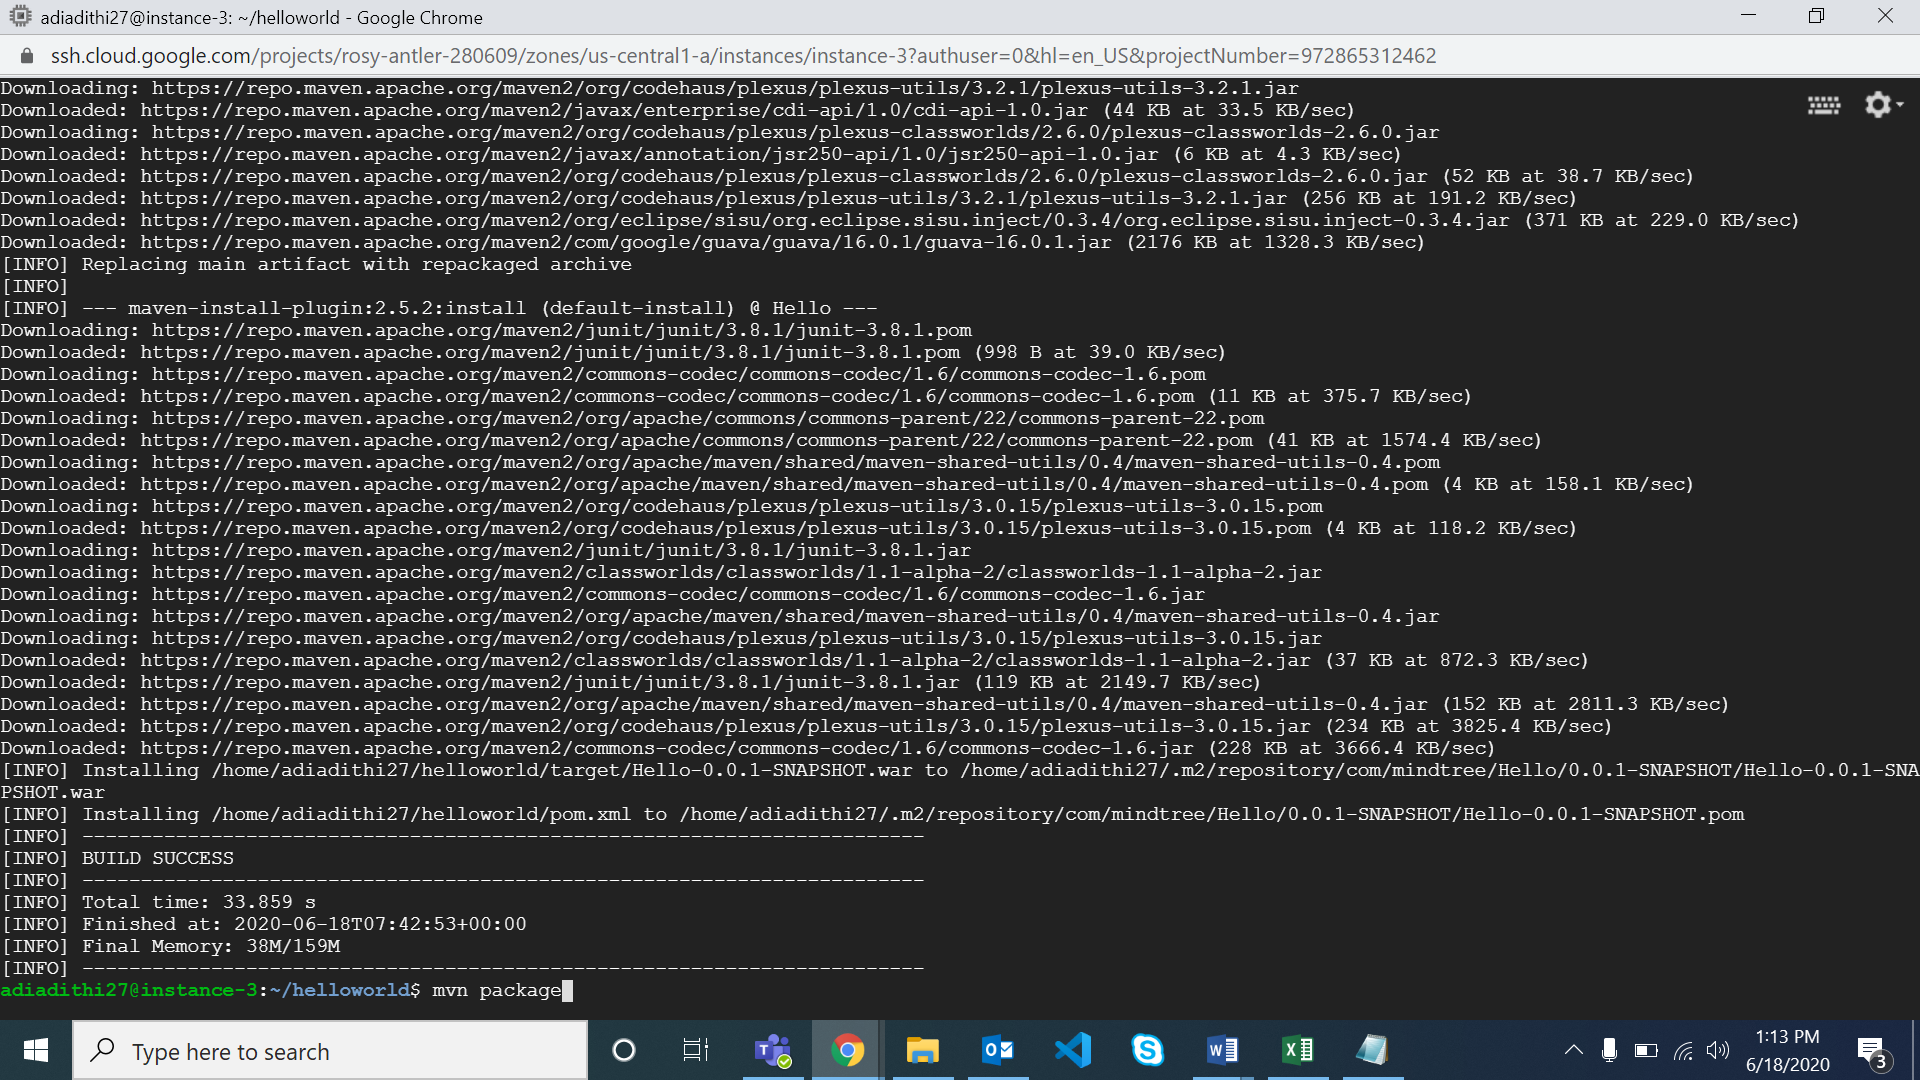 adiadithi27@instance-3: ~/helloworld - Google Chrome
ssh.cloud.google.com/projects/rosy-antler-280609/zones/us-central1-a/instances/instance-3?authuser=0&hl=en_US&projectNumber=972865312462
Downloading: https://repo.maven.apache.org/maven2/org/codehaus/plexus/plexus-utils/3.2.1/plexus-utils-3.2.1.jar
Downloaded: https://repo.maven.apache.org/maven2/javax/enterprise/cdi-api/1.0/cdi-api-1.0.jar (44 KB at 33.5 KB/sec)
Downloading: https://repo.maven.apache.org/maven2/org/codehaus/plexus/plexus-classworlds/2.6.0/plexus-classworlds-2.6.0.jar
Downloaded: https://repo.maven.apache.org/maven2/javax/annotation/jsr250-api/1.0/jsr250-api-1.0.jar (6 KB at 4.3 KB/sec)
Downloaded: https://repo.maven.apache.org/maven2/org/codehaus/plexus/plexus-classworlds/2.6.0/plexus-classworlds-2.6.0.jar (52 KB at 38.7 KB/sec)
Downloaded: https://repo.maven.apache.org/maven2/org/codehaus/plexus/plexus-utils/3.2.1/plexus-utils-3.2.1.jar (256 KB at 191.2 KB/sec)
Downloaded: https://repo.maven.apache.org/maven2/org/eclipse/sisu/org.eclipse.sisu.inject/0.3.4/org.eclipse.sisu.inject-0.3.4.jar (371 KB at 229.0 KB/sec)
Downloaded: https://repo.maven.apache.org/maven2/com/google/guava/guava/16.0.1/guava-16.0.1.jar (2176 KB at 1328.3 KB/sec)
[INFO] Replacing main artifact with repackaged archive
[INFO]
[INFO] --- maven-install-plugin:2.5.2:install (default-install) @ Hello ---
Downloading: https://repo.maven.apache.org/maven2/junit/junit/3.8.1/junit-3.8.1.pom
Downloaded: https://repo.maven.apache.org/maven2/junit/junit/3.8.1/junit-3.8.1.pom (998 B at 39.0 KB/sec)
Downloading: https://repo.maven.apache.org/maven2/commons-codec/commons-codec/1.6/commons-codec-1.6.pom
Downloaded: https://repo.maven.apache.org/maven2/commons-codec/commons-codec/1.6/commons-codec-1.6.pom (11 KB at 375.7 KB/sec)
Downloading: https://repo.maven.apache.org/maven2/org/apache/commons/commons-parent/22/commons-parent-22.pom
Downloaded: https://repo.maven.apache.org/maven2/org/apache/commons/commons-parent/22/commons-parent-22.pom (41 KB at 1574.4 KB/sec)
Downloading: https://repo.maven.apache.org/maven2/org/apache/maven/shared/maven-shared-utils/0.4/maven-shared-utils-0.4.pom
Downloaded: https://repo.maven.apache.org/maven2/org/apache/maven/shared/maven-shared-utils/0.4/maven-shared-utils-0.4.pom (4 KB at 158.1 KB/sec)
Downloading: https://repo.maven.apache.org/maven2/org/codehaus/plexus/plexus-utils/3.0.15/plexus-utils-3.0.15.pom
Downloaded: https://repo.maven.apache.org/maven2/org/codehaus/plexus/plexus-utils/3.0.15/plexus-utils-3.0.15.pom (4 KB at 118.2 KB/sec)
Downloading: https://repo.maven.apache.org/maven2/junit/junit/3.8.1/junit-3.8.1.jar
Downloading: https://repo.maven.apache.org/maven2/classworlds/classworlds/1.1-alpha-2/classworlds-1.1-alpha-2.jar
Downloading: https://repo.maven.apache.org/maven2/commons-codec/commons-codec/1.6/commons-codec-1.6.jar
Downloading: https://repo.maven.apache.org/maven2/org/apache/maven/shared/maven-shared-utils/0.4/maven-shared-utils-0.4.jar
Downloading: https://repo.maven.apache.org/maven2/org/codehaus/plexus/plexus-utils/3.0.15/plexus-utils-3.0.15.jar
Downloaded: https://repo.maven.apache.org/maven2/classworlds/classworlds/1.1-alpha-2/classworlds-1.1-alpha-2.jar (37 KB at 872.3 KB/sec)
Downloaded: https://repo.maven.apache.org/maven2/junit/junit/3.8.1/junit-3.8.1.jar (119 KB at 2149.7 KB/sec)
Downloaded: https://repo.maven.apache.org/maven2/org/apache/maven/shared/maven-shared-utils/0.4/maven-shared-utils-0.4.jar (152 KB at 2811.3 KB/sec)
Downloaded: https://repo.maven.apache.org/maven2/org/codehaus/plexus/plexus-utils/3.0.15/plexus-utils-3.0.15.jar (234 KB at 3825.4 KB/sec)
Downloaded: https://repo.maven.apache.org/maven2/commons-codec/commons-codec/1.6/commons-codec-1.6.jar (228 KB at 3666.4 KB/sec)
[INFO] Installing /home/adiadithi27/helloworld/target/Hello-0.0.1-SNAPSHOT.war to /home/adiadithi27/.m2/repository/com/mindtree/Hello/0.0.1-SNAPSHOT/Hello-0.0.1-SNA
PSHOT.war
[INFO] Installing /home/adiadithi27/helloworld/pom.xml to /home/adiadithi27/.m2/repository/com/mindtree/Hello/0.0.1-SNAPSHOT/Hello-0.0.1-SNAPSHOT.pom
[INFO] ------------------------------------------------------------------------
[INFO] BUILD SUCCESS
[INFO] ------------------------------------------------------------------------
[INFO] Total time: 33.859 s
[INFO] Finished at: 2020-06-18T07:42:53+00:00
[INFO] Final Memory: 38M/159M
[INFO] ------------------------------------------------------------------------
adiadithi27@instance-3:~/helloworld$ mvn package
Type here to search
1:13 PM
6/18/2020
3